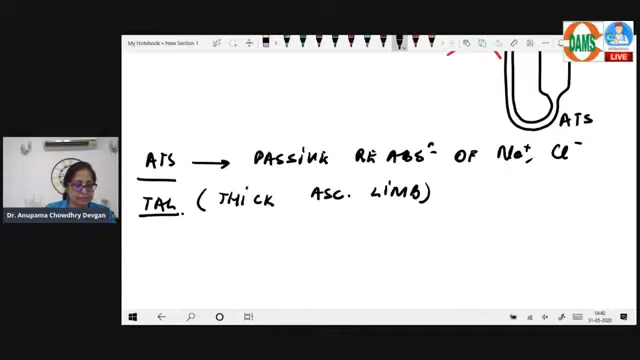 My Notebook » New Section 1
DAMS
LIVE
ATS
ATS → PASSIVE REABSⁿ OF Na⁺, Cl⁻
TAL. (THICK ASC. LIMB)
Dr. Anupama Chowdhry Devgan
14:40
31-05-2020